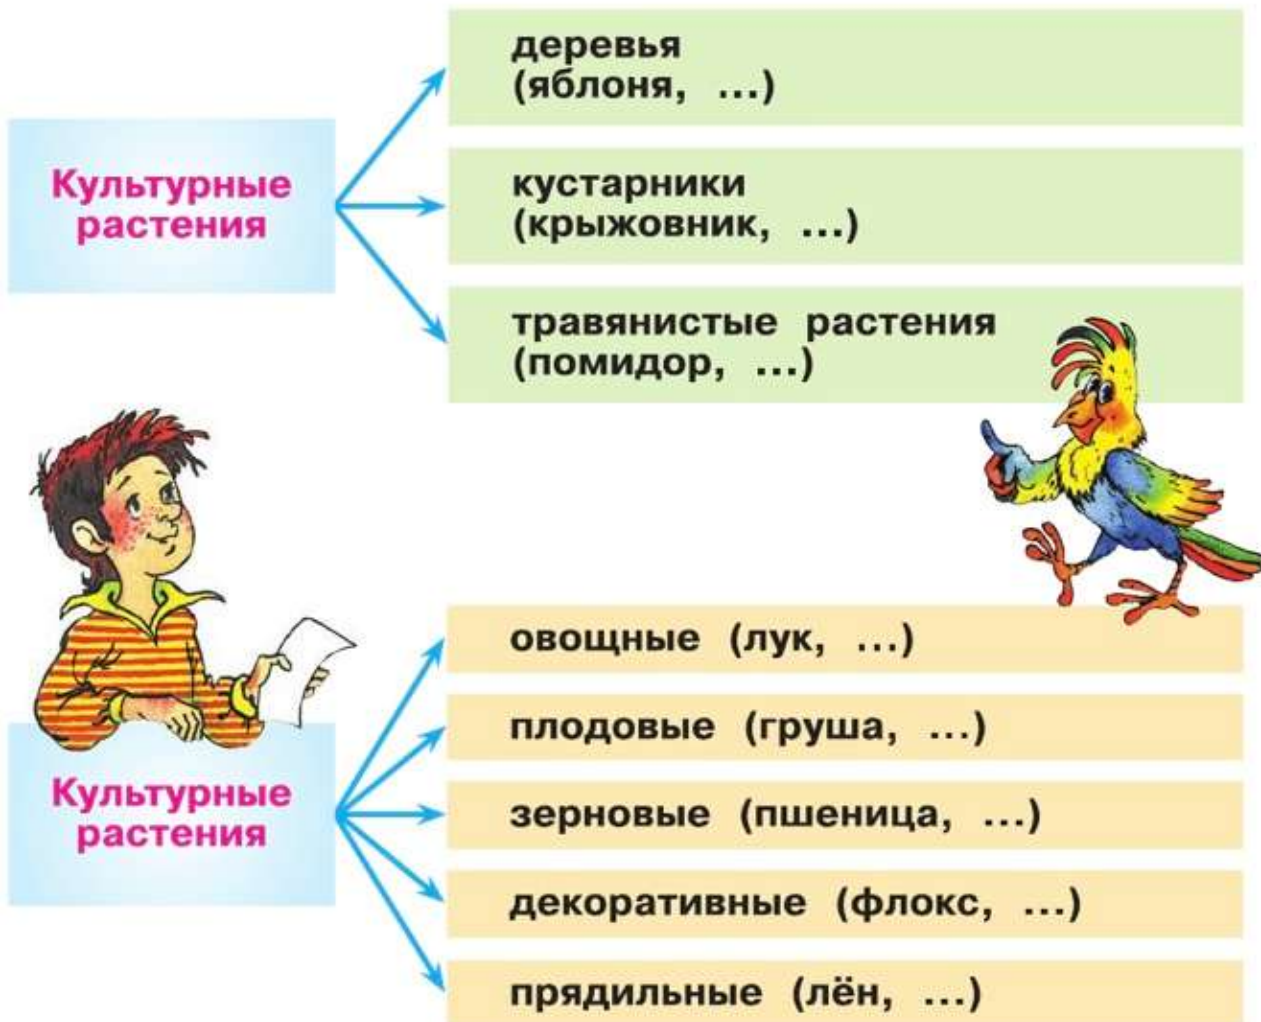 Культурные
растения
деревья
(яблоня, ...)
кустарники
(крыжовник, ...)
травянистые растения
(помидор, ...)
Культурные
растения
овощные (лук, ...)
плодовые (груша, ...)
зерновые (пшеница, ...)
декоративные (флокс, ...)
прядильные (лён, ...)